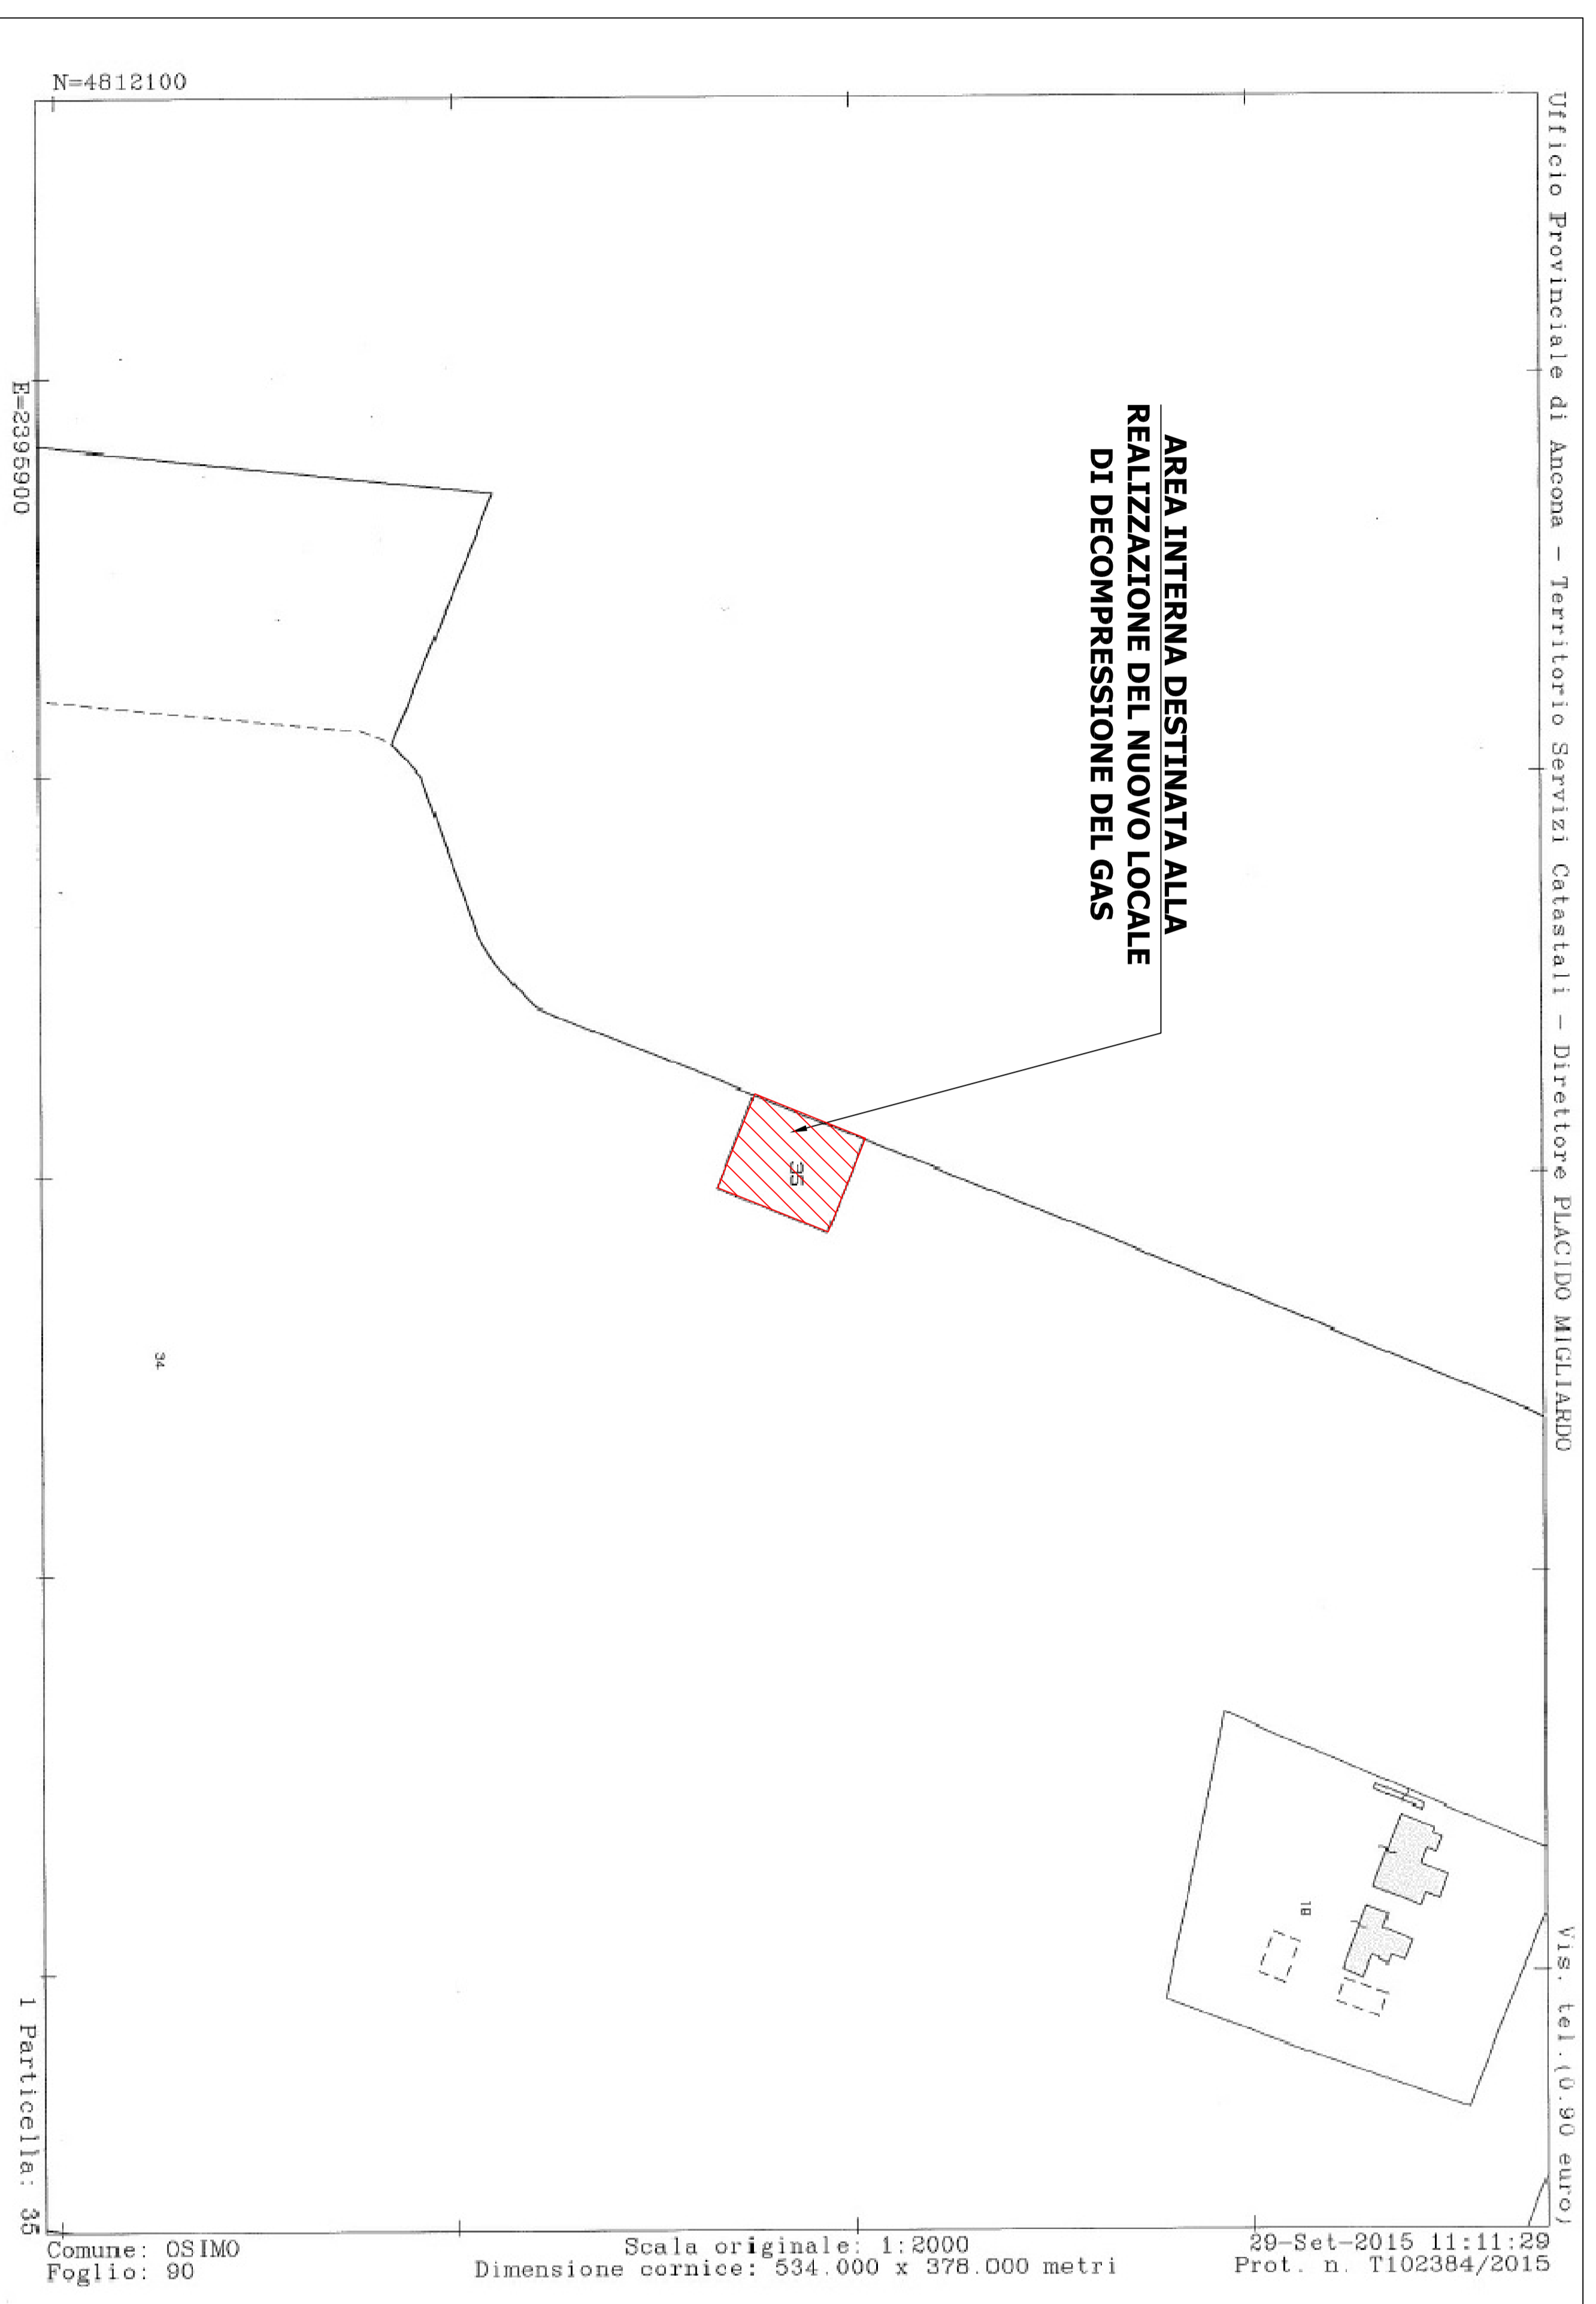 N=4812100
Ufficio Provinciale di Ancona - Territorio Servizi Catastali - Direttore PLACIDO MIGLIARDO
Vis. tel. (0.90 euro)
E=2395900
AREA INTERNA DESTINATA ALLA
REALIZZAZIONE DEL NUOVO LOCALE
DI DECOMPRESSIONE DEL GAS
35
34
18
1 Particella: 35
Comune: OSIMO
Foglio: 90
Scala originale: 1:2000
Dimensione cornice: 534.000 x 378.000 metri
29-Set-2015 11:11:29
Prot. n. T102384/2015